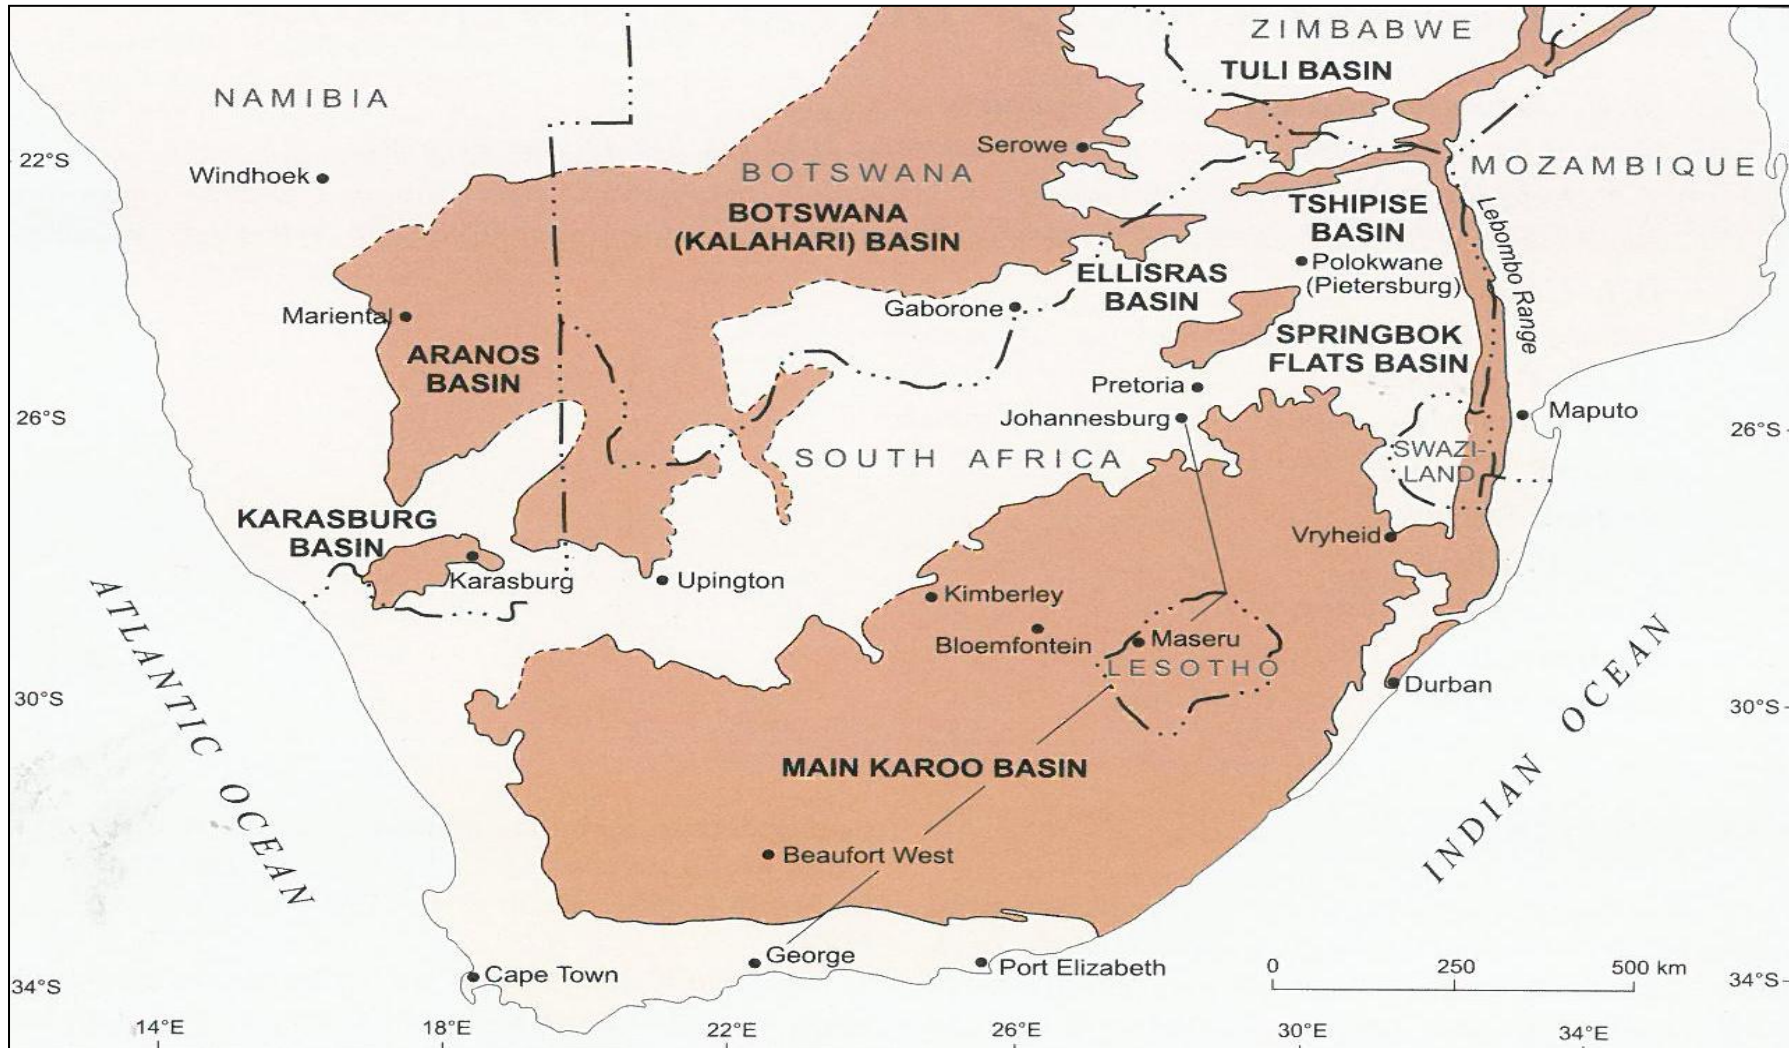 ZIMBABWE
TULI BASIN
NAMIBIA
Serowe
22°S
BOTSWANA
MOZAMBIQUE
Windhoek
BOTSWANA
(KALAHARI) BASIN
TSHIPISE
BASIN
Lebombo Range
Polokwane
(Pietersburg)
ELLISRAS
BASIN
Mariental
Gaborone
SPRINGBOK
FLATS BASIN
ARANOS
BASIN
Pretoria
Johannesburg
Maputo
26°S
26°S
SOUTH AFRICA
SWAZI-
LAND
KARASBURG
BASIN
Vryheid
Karasburg
Upington
Kimberley
Bloemfontein
Maseru
LESOTHO
Durban
30°S
30°S
ATLANTIC OCEAN
INDIAN OCEAN
MAIN KAROO BASIN
Beaufort West
George
Cape Town
Port Elizabeth
0 250 500 km
34°S
34°S
14°E 18°E 22°E 26°E 30°E 34°E